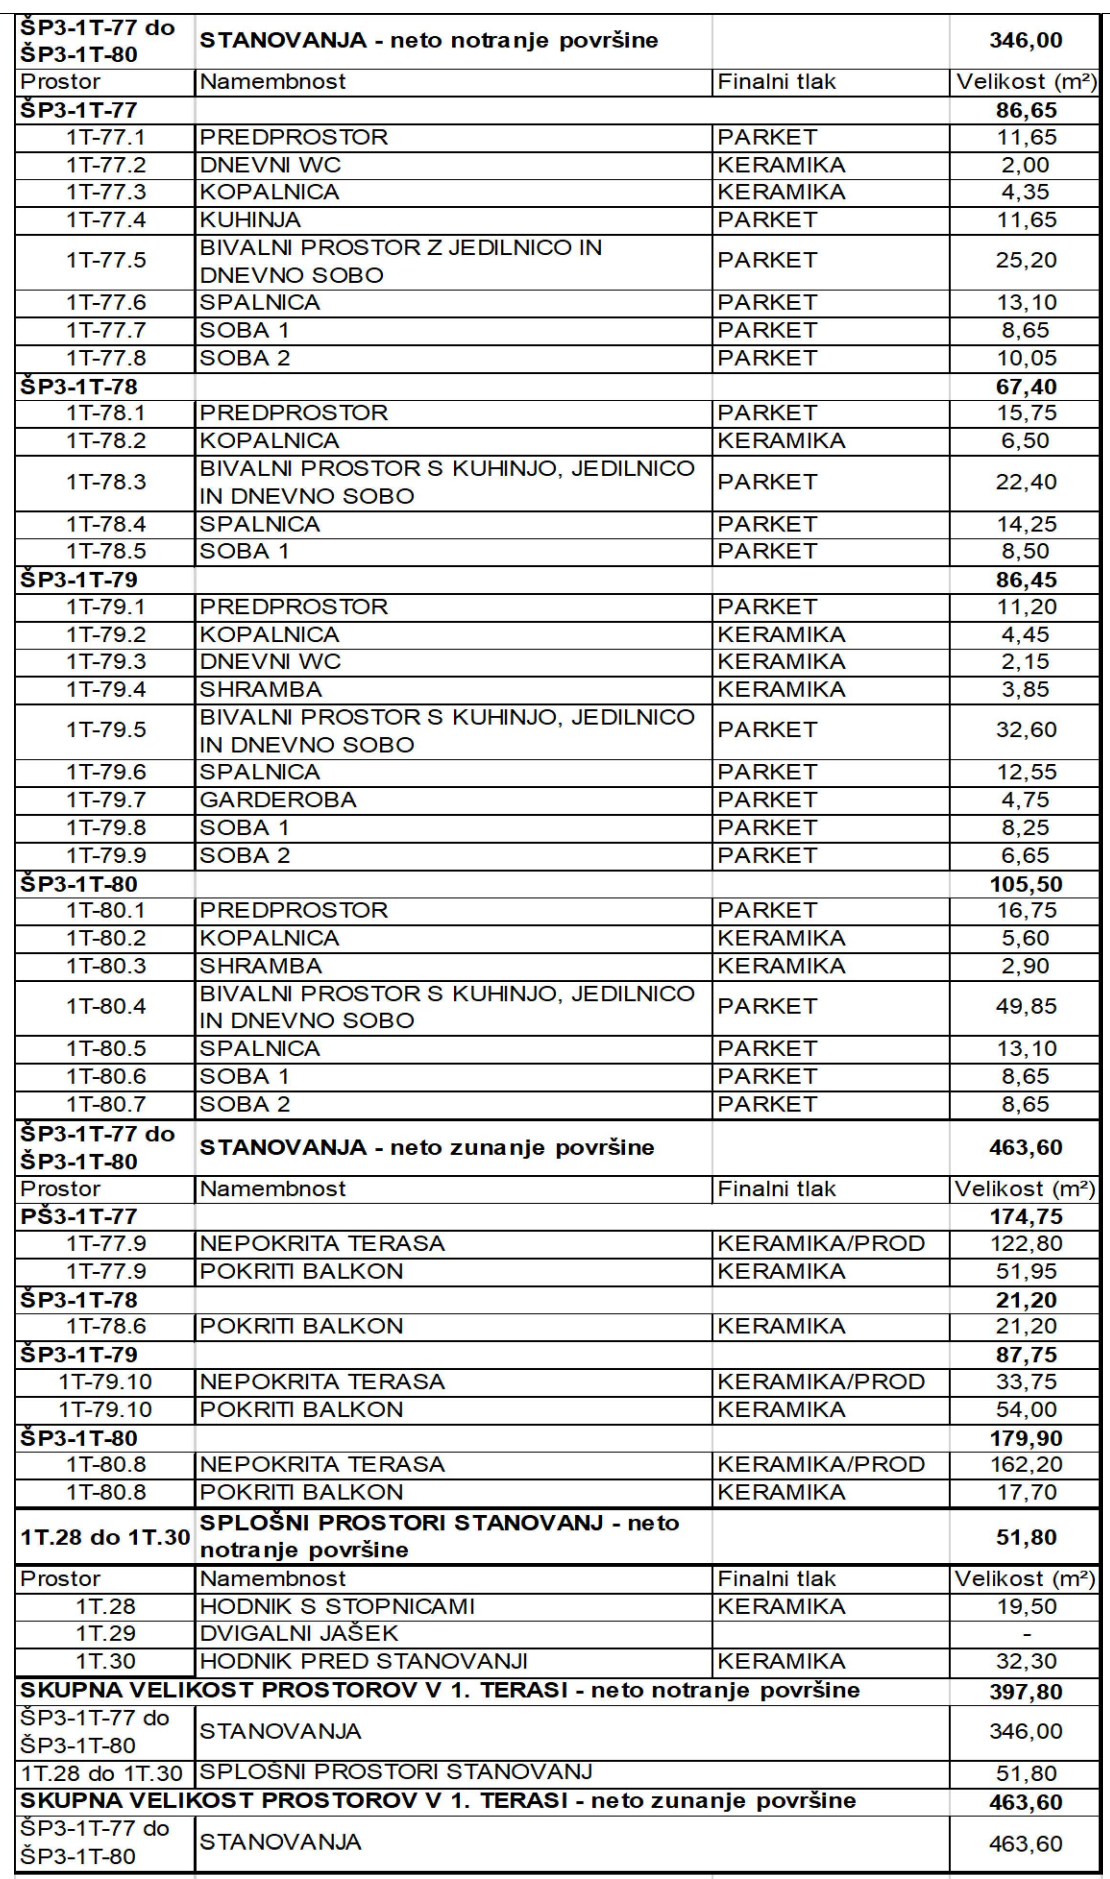 ŠP3-1T-77 do
ŠP3-1T-80 STANOVANJA - neto notranje površine 346,00
Prostor Namembnost Finalni tlak Velikost (m²)
ŠP3-1T-77 86,65
1T-77.1 PREDPROSTOR PARKET 11,65
1T-77.2 DNEVNI WC KERAMIKA 2,00
1T-77.3 KOPALNICA KERAMIKA 4,35
1T-77.4 KUHINJA PARKET 11,65
1T-77.5 BIVALNI PROSTOR Z JEDILNICO IN
DNEVNO SOBO PARKET 25,20
1T-77.6 SPALNICA PARKET 13,10
1T-77.7 SOBA 1 PARKET 8,65
1T-77.8 SOBA 2 PARKET 10,05
ŠP3-1T-78 67,40
1T-78.1 PREDPROSTOR PARKET 15,75
1T-78.2 KOPALNICA KERAMIKA 6,50
1T-78.3 BIVALNI PROSTOR S KUHINJO, JEDILNICO
IN DNEVNO SOBO PARKET 22,40
1T-78.4 SPALNICA PARKET 14,25
1T-78.5 SOBA 1 PARKET 8,50
ŠP3-1T-79 86,45
1T-79.1 PREDPROSTOR PARKET 11,20
1T-79.2 KOPALNICA KERAMIKA 4,45
1T-79.3 DNEVNI WC KERAMIKA 2,15
1T-79.4 SHRAMBA KERAMIKA 3,85
1T-79.5 BIVALNI PROSTOR S KUHINJO, JEDILNICO
IN DNEVNO SOBO PARKET 32,60
1T-79.6 SPALNICA PARKET 12,55
1T-79.7 GARDEROBA PARKET 4,75
1T-79.8 SOBA 1 PARKET 8,25
1T-79.9 SOBA 2 PARKET 6,65
ŠP3-1T-80 105,50
1T-80.1 PREDPROSTOR PARKET 16,75
1T-80.2 KOPALNICA KERAMIKA 5,60
1T-80.3 SHRAMBA KERAMIKA 2,90
1T-80.4 BIVALNI PROSTOR S KUHINJO, JEDILNICO
IN DNEVNO SOBO PARKET 49,85
1T-80.5 SPALNICA PARKET 13,10
1T-80.6 SOBA 1 PARKET 8,65
1T-80.7 SOBA 2 PARKET 8,65
ŠP3-1T-77 do
ŠP3-1T-80 STANOVANJA - neto zunanje površine 463,60
Prostor Namembnost Finalni tlak Velikost (m²)
PŠ3-1T-77 174,75
1T-77.9 NEPOKRITA TERASA KERAMIKA/PROD 122,80
1T-77.9 POKRITI BALKON KERAMIKA 51,95
ŠP3-1T-78 21,20
1T-78.6 POKRITI BALKON KERAMIKA 21,20
ŠP3-1T-79 87,75
1T-79.10 NEPOKRITA TERASA KERAMIKA/PROD 33,75
1T-79.10 POKRITI BALKON KERAMIKA 54,00
ŠP3-1T-80 179,90
1T-80.8 NEPOKRITA TERASA KERAMIKA/PROD 162,20
1T-80.8 POKRITI BALKON KERAMIKA 17,70
1T.28 do 1T.30 SPLOŠNI PROSTORI STANOVANJ - neto
notranje površine 51,80
Prostor Namembnost Finalni tlak Velikost (m²)
1T.28 HODNIK S STOPNICAMI KERAMIKA 19,50
1T.29 DVIGALNI JAŠEK -
1T.30 HODNIK PRED STANOVANJI KERAMIKA 32,30
SKUPNA VELIKOST PROSTOROV V 1. TERASI - neto notranje površine 397,80
ŠP3-1T-77 do
ŠP3-1T-80 STANOVANJA 346,00
1T.28 do 1T.30 SPLOŠNI PROSTORI STANOVANJ 51,80
SKUPNA VELIKOST PROSTOROV V 1. TERASI - neto zunanje površine 463,60
ŠP3-1T-77 do
ŠP3-1T-80 STANOVANJA 463,60